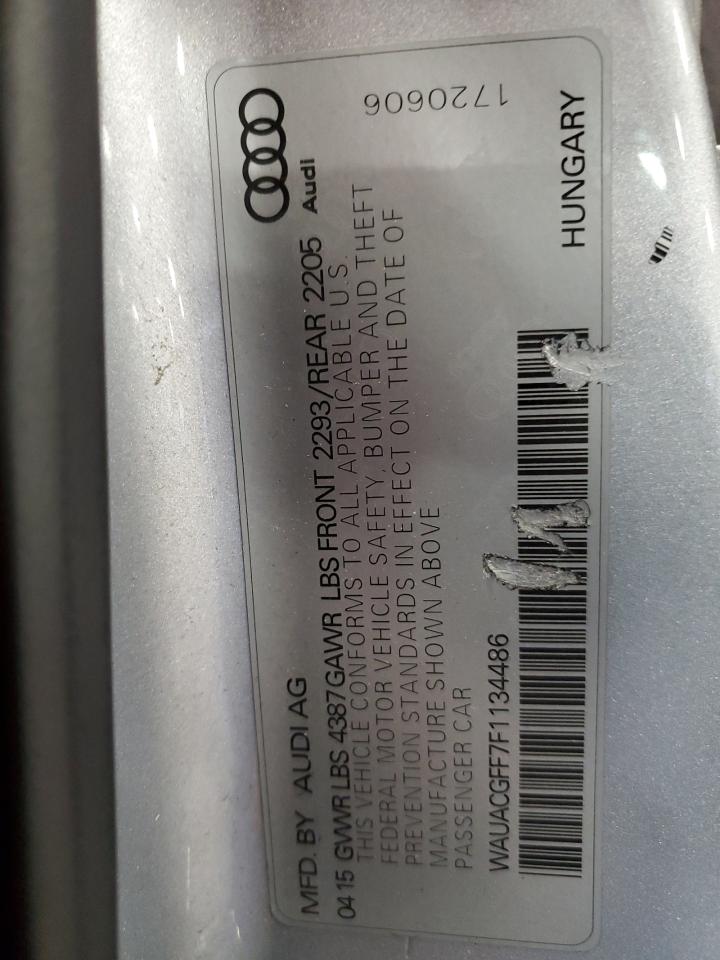 MFD. BY AUDI AG
Audi
0415 GVWR LBS 4387 GAWR LBS FRONT 2293/REAR 2205
THIS VEHICLE CONFORMS TO ALL APPLICABLE U.S.
FEDERAL MOTOR VEHICLE SAFETY, BUMPER AND THEFT
PREVENTION STANDARDS IN EFFECT ON THE DATE OF
MANUFACTURE SHOWN ABOVE
PASSENGER CAR
WAUACGFF7F1134486
HUNGARY
1720606